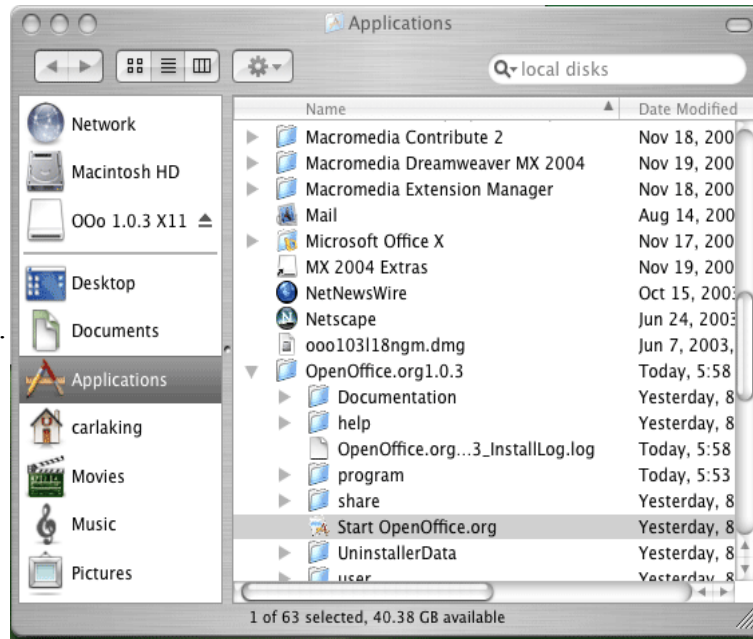 Applications
local disks
Network
Macintosh HD
OOo 1.0.3 X11
Desktop
Documents
Applications
carlaking
Movies
Music
Pictures
Name Date Modified
Macromedia Contribute 2 Nov 18, 200
Macromedia Dreamweaver MX 2004 Nov 19, 200
Macromedia Extension Manager Nov 18, 200
Mail Aug 14, 200
Microsoft Office X Nov 17, 200
MX 2004 Extras Nov 19, 200
NetNewsWire Oct 15, 2003
Netscape Jun 24, 2003
ooo103l18ngm.dmg Jun 7, 2003,
OpenOffice.org1.0.3 Today, 5:58
Documentation Yesterday, 8
help Yesterday, 8
OpenOffice.org...3_InstallLog.log Today, 5:58
program Today, 5:53
share Yesterday, 8
Start OpenOffice.org Yesterday, 8
UninstallerData Yesterday, 8
user Yesterday, 8
1 of 63 selected, 40.38 GB available